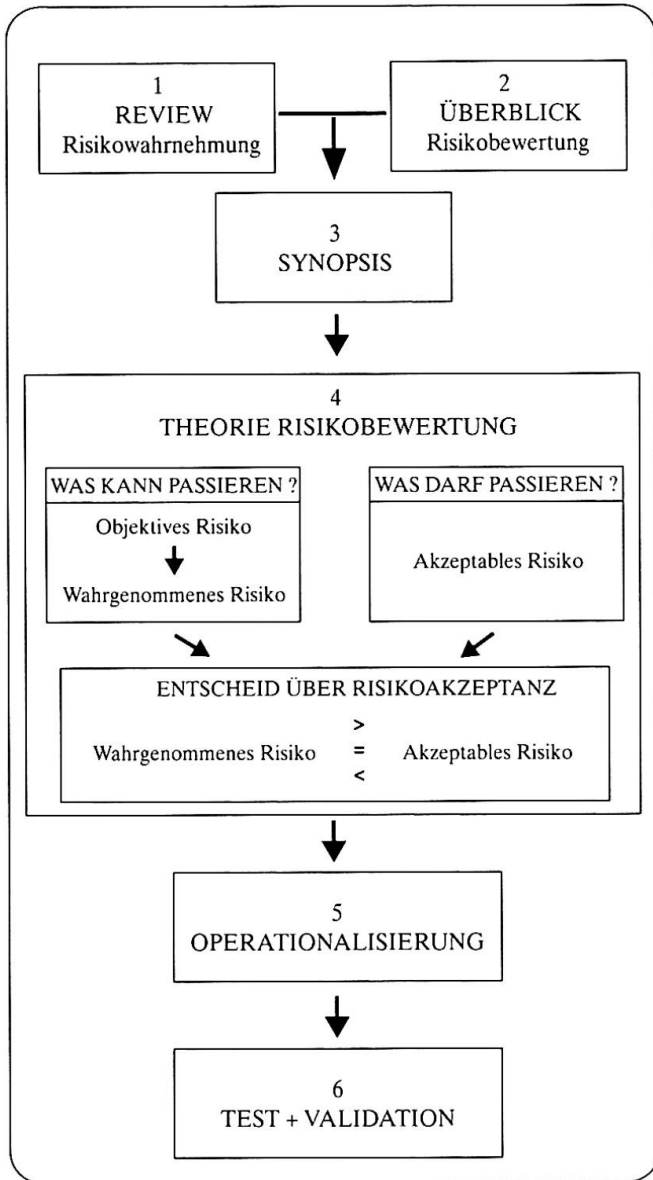 1
REVIEW
Risikowahrnehmung
2
ÜBERBLICK
Risikobewertung
3
SYNOPSIS
4
THEORIE RISIKOBEWERTUNG
WAS KANN PASSIEREN ?
Objektives Risiko
Wahrgenommenes Risiko
WAS DARF PASSIEREN ?
Akzeptables Risiko
ENTSCHEID ÜBER RISIKOAKZEPTANZ
>
Wahrgenommenes Risiko = Akzeptables Risiko
<
5
OPERATIONALISIERUNG
6
TEST + VALIDATION